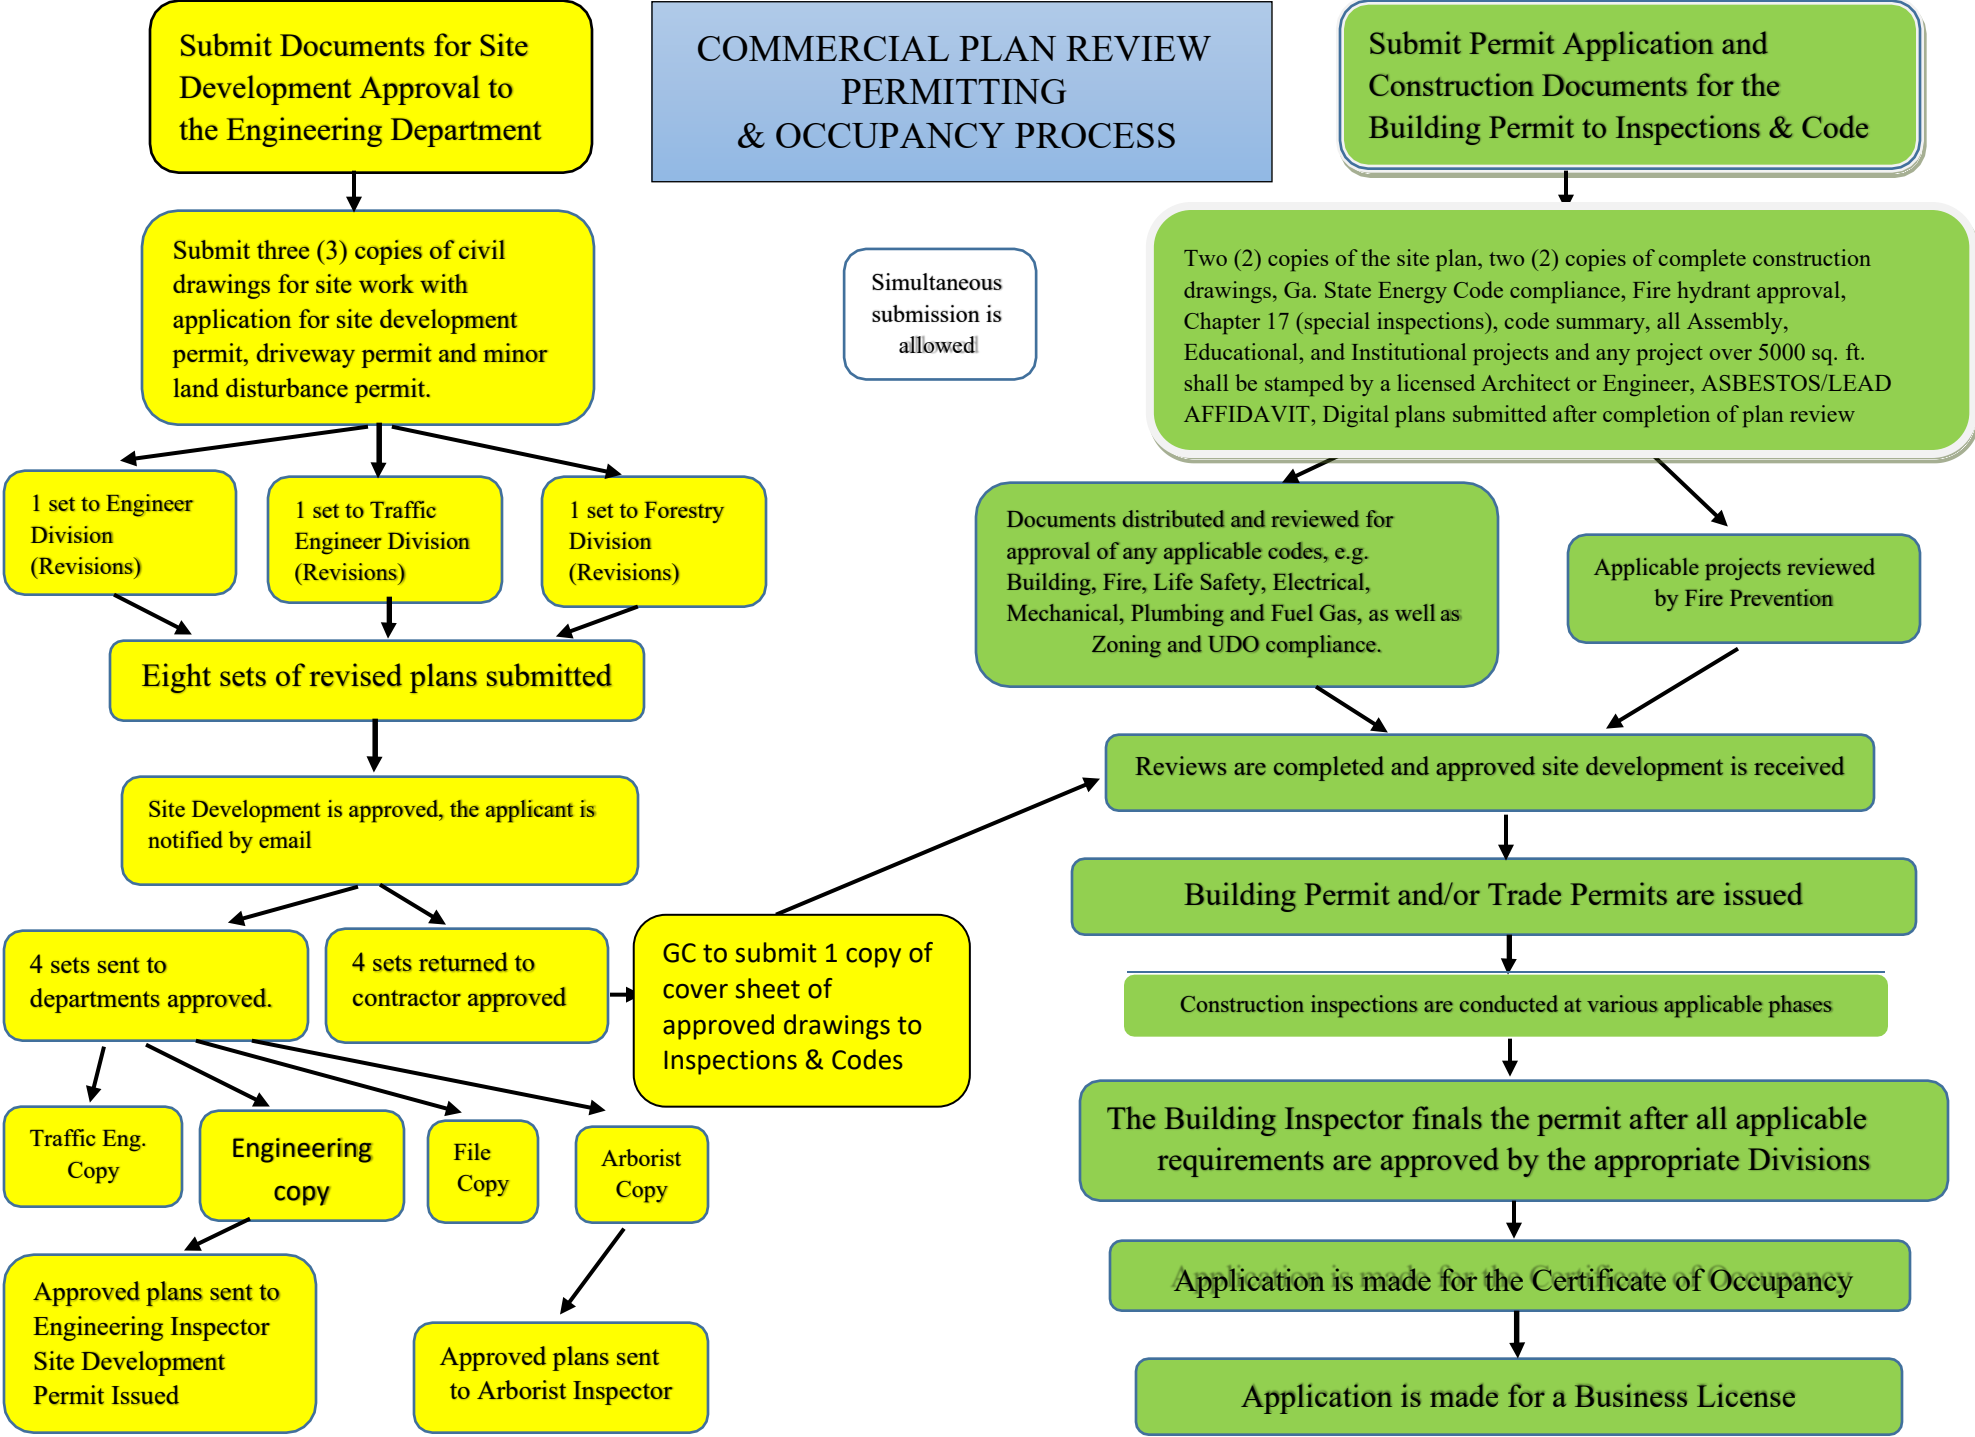 Submit Documents for Site
Development Approval to
the Engineering Department
COMMERCIAL PLAN REVIEW
PERMITTING
& OCCUPANCY PROCESS
Submit Permit Application and
Construction Documents for the
Building Permit to Inspections & Code
Submit three (3) copies of civil
drawings for site work with
application for site development
permit, driveway permit and minor
land disturbance permit.
Simultaneous
submission is
allowed
Two (2) copies of the site plan, two (2) copies of complete construction
drawings, Ga. State Energy Code compliance, Fire hydrant approval,
Chapter 17 (special inspections), code summary, all Assembly,
Educational, and Institutional projects and any project over 5000 sq. ft.
shall be stamped by a licensed Architect or Engineer, ASBESTOS/LEAD
AFFIDAVIT, Digital plans submitted after completion of plan review
1 set to Engineer
Division
(Revisions)
1 set to Traffic
Engineer Division
(Revisions)
1 set to Forestry
Division
(Revisions)
Documents distributed and reviewed for
approval of any applicable codes, e.g.
Building, Fire, Life Safety, Electrical,
Mechanical, Plumbing and Fuel Gas, as well as
Zoning and UDO compliance.
Applicable projects reviewed
by Fire Prevention
Eight sets of revised plans submitted
Reviews are completed and approved site development is received
Site Development is approved, the applicant is
notified by email
Building Permit and/or Trade Permits are issued
4 sets sent to
departments approved.
4 sets returned to
contractor approved
GC to submit 1 copy of
cover sheet of
approved drawings to
Inspections & Codes
Construction inspections are conducted at various applicable phases
Traffic Eng.
Copy
Engineering
copy
File
Copy
Arborist
Copy
The Building Inspector finals the permit after all applicable
requirements are approved by the appropriate Divisions
Approved plans sent to
Engineering Inspector
Site Development
Permit Issued
Approved plans sent
to Arborist Inspector
Application is made for the Certificate of Occupancy
Application is made for a Business License